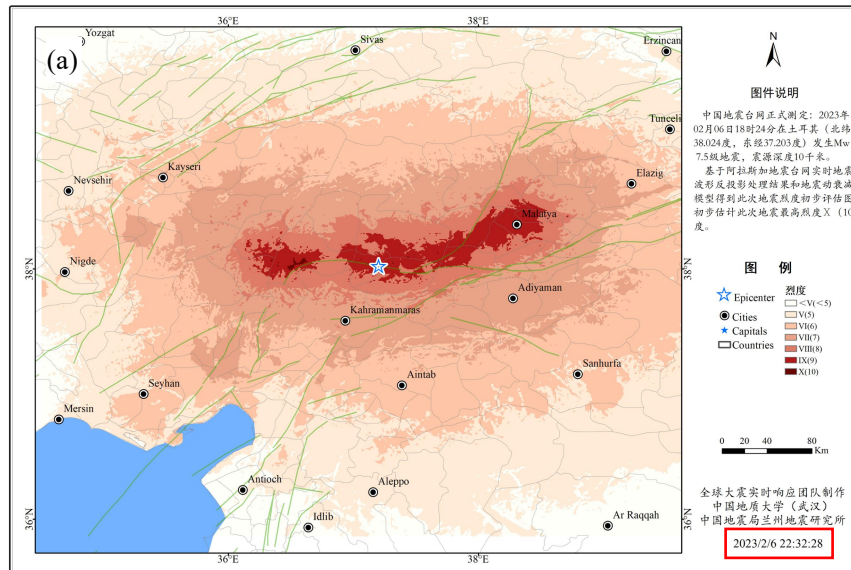 36°E
38°E
(a)
Yozgat
Sivas
Erzincan
Tunceli
Kayseri
Nevsehir
Elazig
Malatya
Nigde
38°N
38°N
Adiyaman
Kahramanmaras
Sanhurfa
Aintab
Seyhan
Mersin
Antioch
Aleppo
Idlib
Ar Raqqah
36°N
36°N
36°E
38°E
N
图件说明
中国地震台网正式测定：2023年
02月06日18时24分在土耳其（北纬
38.024度，东经37.203度）发生Mw
7.5级地震，震源深度10千米。
基于阿拉斯加地震台网实时地震
波形反投影处理结果和地震动衰减
模型得到此次地震烈度初步评估图
初步估计此次地震最高烈度X（10
度。
图 例
Epicenter
Cities
Capitals
Countries
烈度
<V(<5)
V(5)
VI(6)
VII(7)
VIII(8)
IX(9)
X(10)
0 20 40 80
Km
全球大震实时响应团队制作
中国地质大学（武汉）
中国地震局兰州地震研究所
2023/2/6 22:32:28